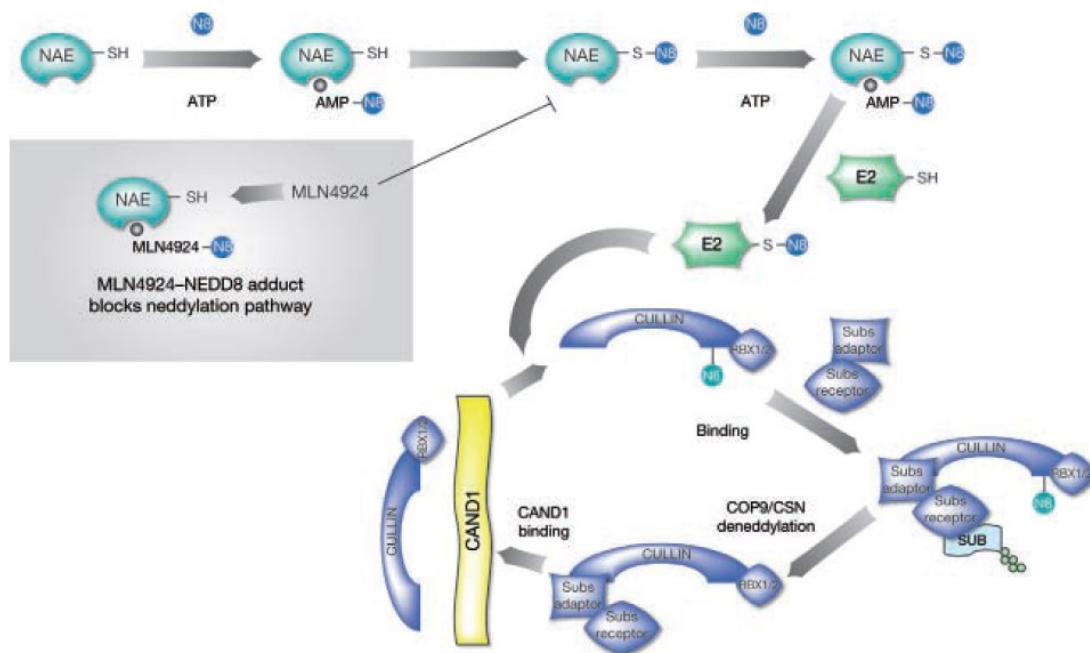 N8
N8
NAE
SH
NAE
SH
NAE
S
N8
NAE
S
N8
ATP
AMP
N8
ATP
AMP
N8
NAE
SH
MLN4924
E2
SH
MLN4924
N8
E2
S
N8
MLN4924–NEDD8 adduct
blocks neddylation pathway
CULLIN
RBX1/2
N8
Subs
adaptor
Subs
receptor
Binding
RBX1/2
CULLIN
CAND1
CULLIN
RBX1/2
N8
Subs
adaptor
Subs
receptor
SUB
COP9/CSN
deneddylation
CAND1
binding
CULLIN
RBX1/2
Subs
adaptor
Subs
receptor